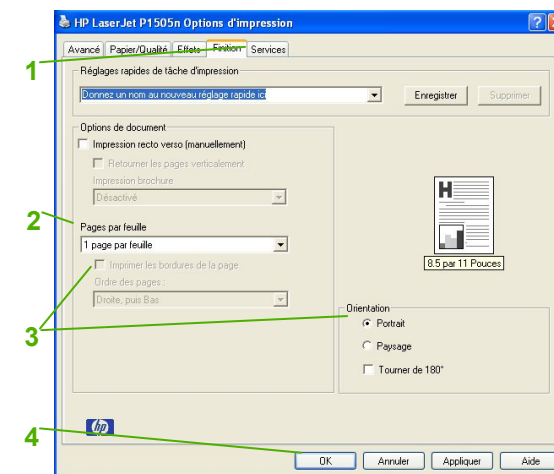 HP LaserJet P1505n Options d'impression
Avancé Papier/Qualité Effets Finition Services
1
Réglages rapides de tâche d'impression
Donnez un nom au nouveau réglage rapide ici
Enregistrer Supprimer
Options de document
Impression recto verso (manuellement)
Retourner les pages verticalement
Impression brochure
Désactivé
2
Pages par feuille
1 page par feuille
Imprimer les bordures de la page
Ordre des pages :
Droite, puis Bas
3
H
8.5 par 11 Pouces
Orientation
Portrait
Paysage
Tourner de 180°
hp
4
OK Annuler Appliquer Aide